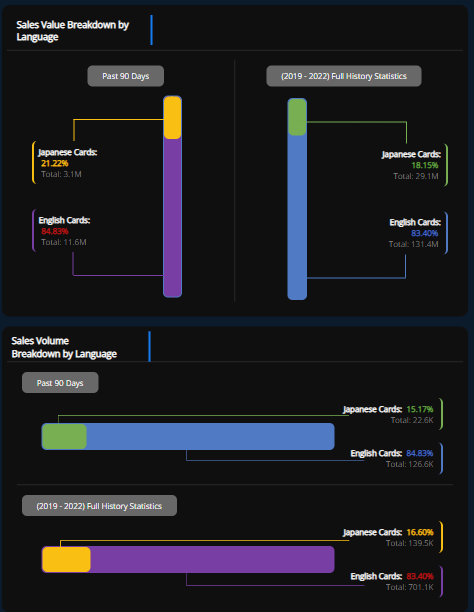 Sales Value Breakdown by
Language
Past 90 Days
(2019 - 2022) Full History Statistics
Japanese Cards:
21.22%
Total: 3.1M
English Cards:
84.83%
Total: 11.6M
Japanese Cards:
18.15%
Total: 29.1M
English Cards:
83.40%
Total: 131.4M
Sales Volume
Breakdown by Language
Past 90 Days
Japanese Cards: 15.17%
Total: 22.6K
English Cards: 84.83%
Total: 126.6K
(2019 - 2022) Full History Statistics
Japanese Cards: 16.60%
Total: 139.5K
English Cards: 83.40%
Total: 701.1K